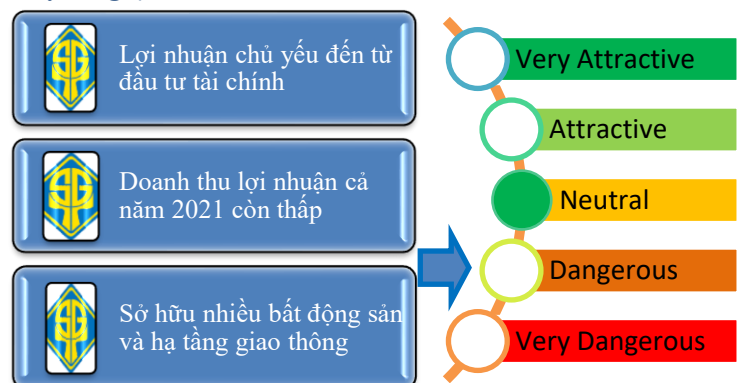 Lợi nhuận chủ yếu đến từ
đầu tư tài chính
Doanh thu lợi nhuận cả
năm 2021 còn thấp
Sở hữu nhiều bất động sản
và hạ tầng giao thông
Very Attractive
Attractive
Neutral
Dangerous
Very Dangerous